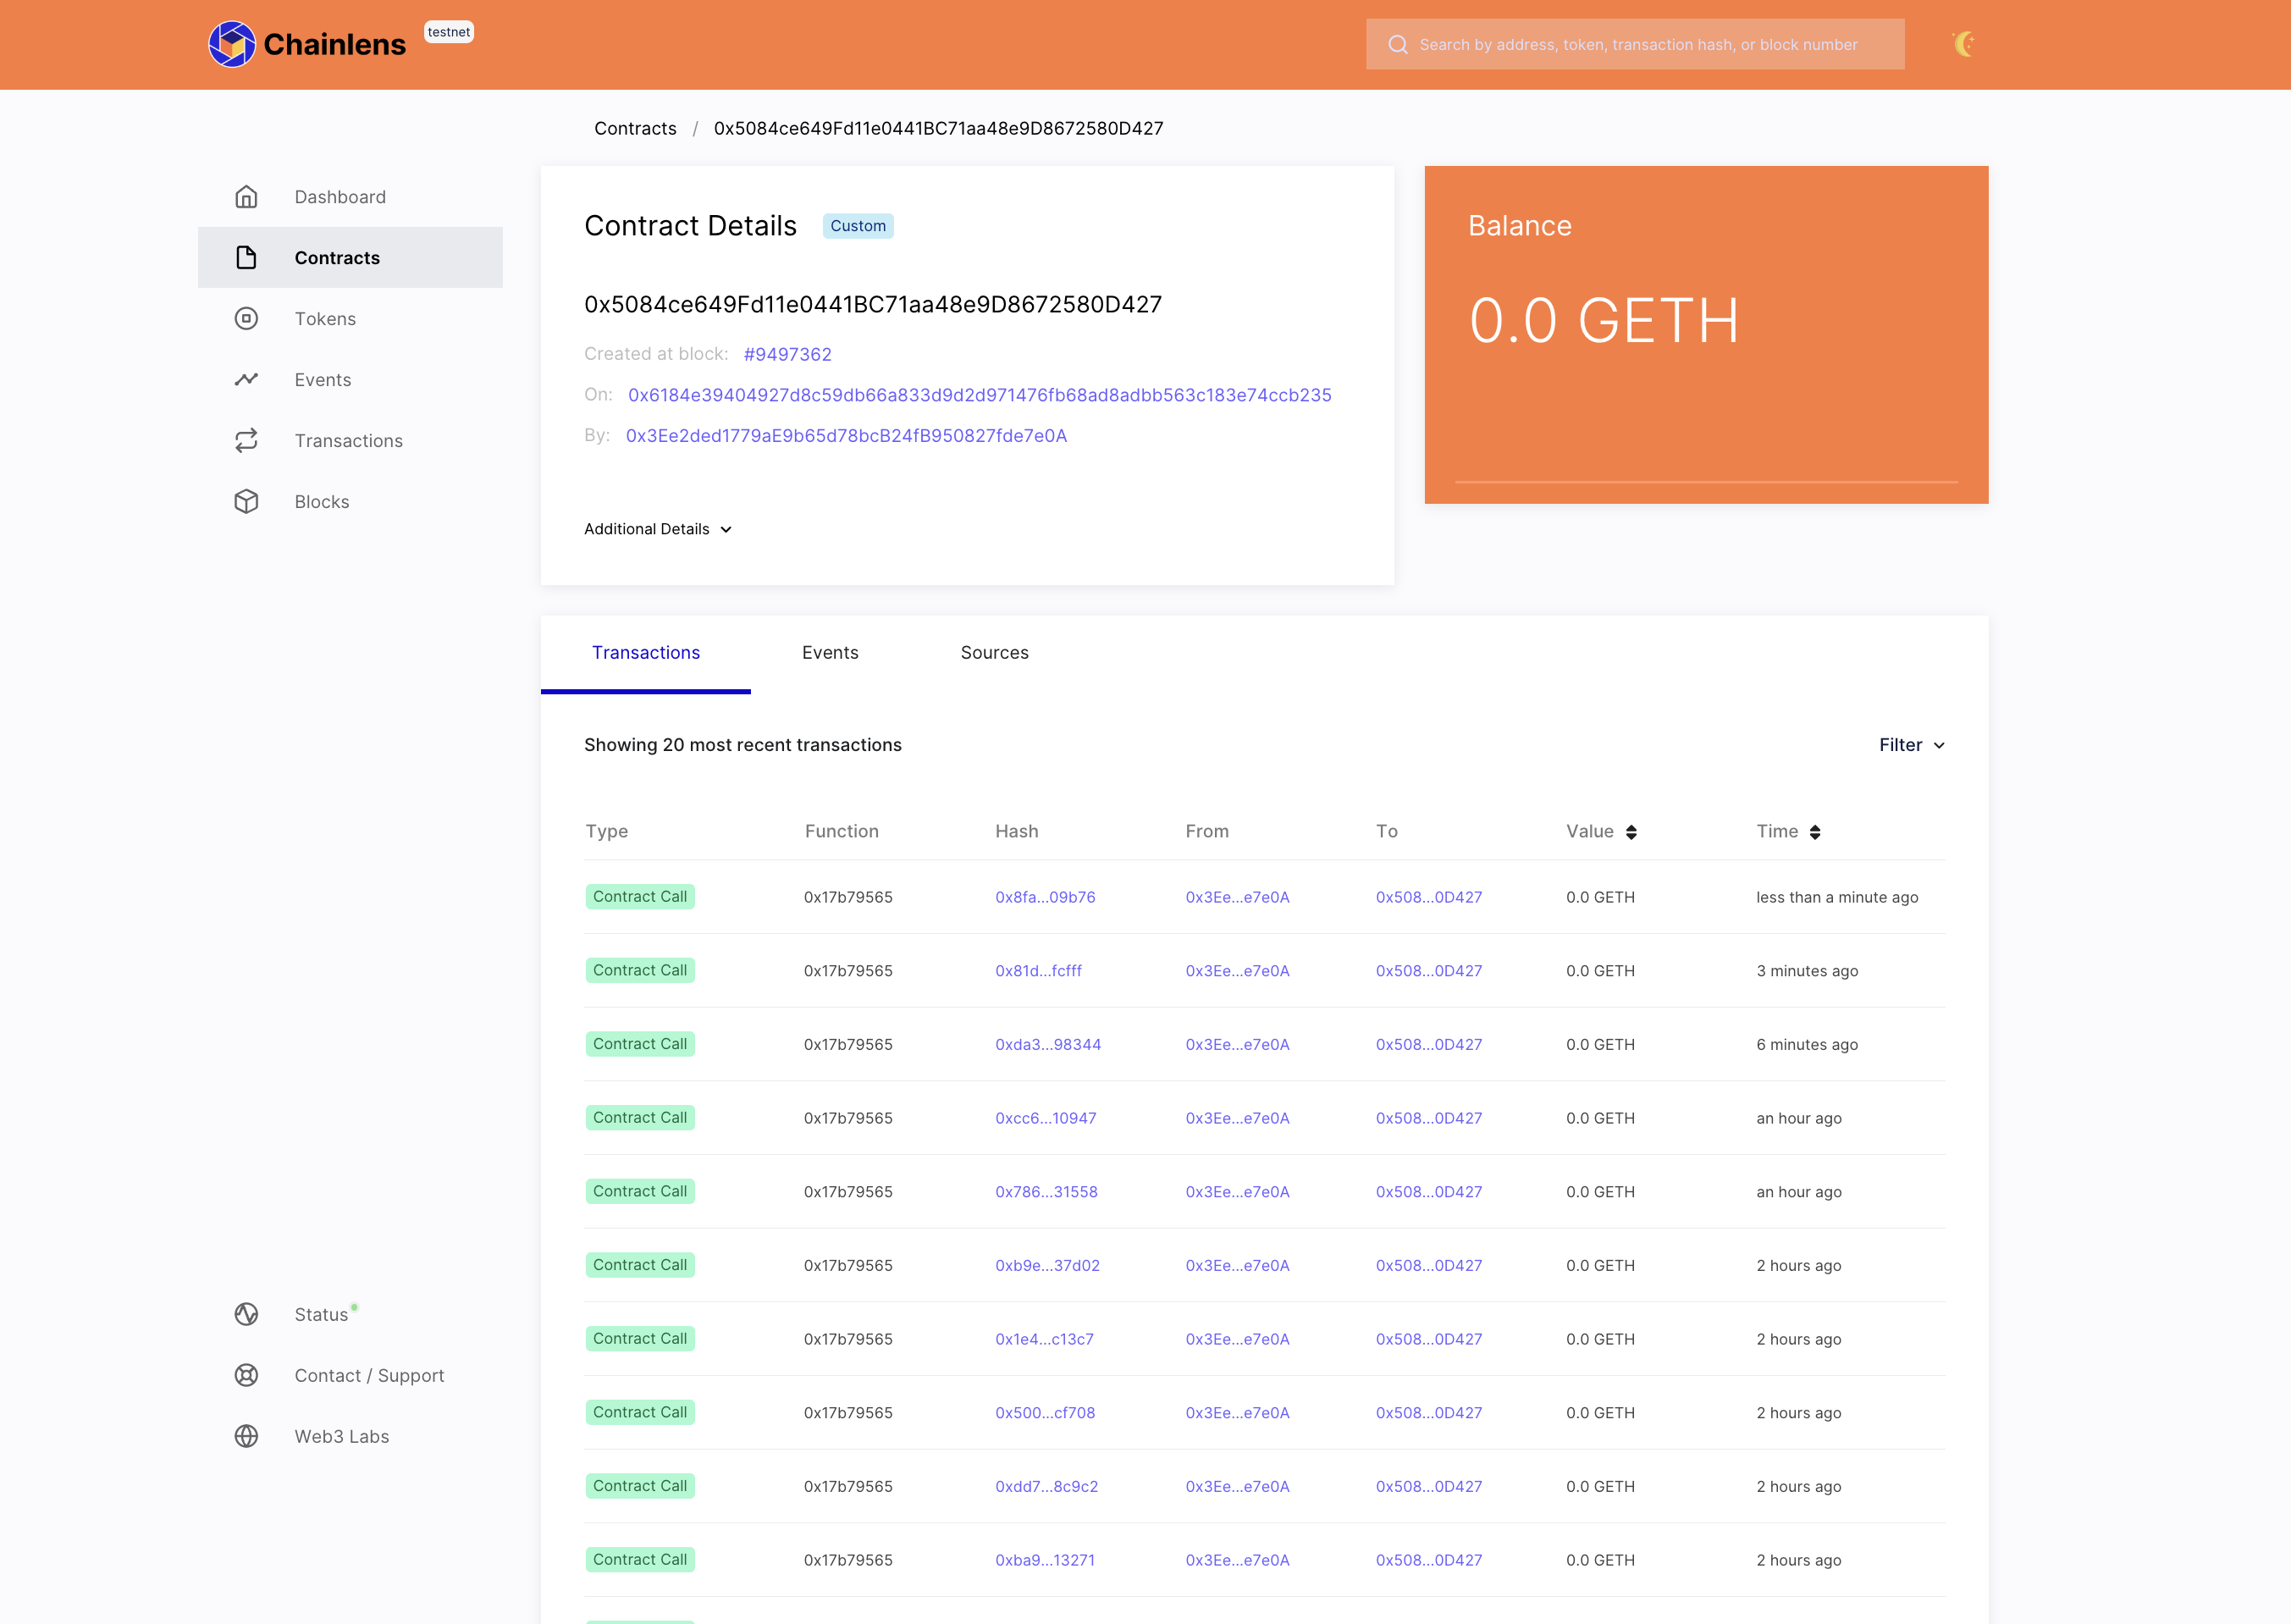 Chainlens testnet
Search by address, token, transaction hash, or block number
Contracts / 0x5084ce649Fd11e0441BC71aa48e9D8672580D427
Dashboard
Contracts
Tokens
Events
Transactions
Blocks
Contract Details Custom
0x5084ce649Fd11e0441BC71aa48e9D8672580D427
Created at block: #9497362
On: 0x6184e39404927d8c59db66a833d9d2d971476fb68ad8adbb563c183e74ccb235
By: 0x3Ee2ded1779aE9b65d78bcB24fB950827fde7e0A
Additional Details
Balance
0.0 GETH
Transactions Events Sources
Showing 20 most recent transactions Filter
Type Function Hash From To Value Time
Contract Call 0x17b79565 0x8fa...09b76 0x3Ee...e7e0A 0x508...0D427 0.0 GETH less than a minute ago
Contract Call 0x17b79565 0x81d...fcfff 0x3Ee...e7e0A 0x508...0D427 0.0 GETH 3 minutes ago
Contract Call 0x17b79565 0xda3...98344 0x3Ee...e7e0A 0x508...0D427 0.0 GETH 6 minutes ago
Contract Call 0x17b79565 0xcc6...10947 0x3Ee...e7e0A 0x508...0D427 0.0 GETH an hour ago
Contract Call 0x17b79565 0x786...31558 0x3Ee...e7e0A 0x508...0D427 0.0 GETH an hour ago
Contract Call 0x17b79565 0xb9e...37d02 0x3Ee...e7e0A 0x508...0D427 0.0 GETH 2 hours ago
Contract Call 0x17b79565 0x1e4...c13c7 0x3Ee...e7e0A 0x508...0D427 0.0 GETH 2 hours ago
Contract Call 0x17b79565 0x500...cf708 0x3Ee...e7e0A 0x508...0D427 0.0 GETH 2 hours ago
Contract Call 0x17b79565 0xdd7...8c9c2 0x3Ee...e7e0A 0x508...0D427 0.0 GETH 2 hours ago
Contract Call 0x17b79565 0xba9...13271 0x3Ee...e7e0A 0x508...0D427 0.0 GETH 2 hours ago
Status
Contact / Support
Web3 Labs